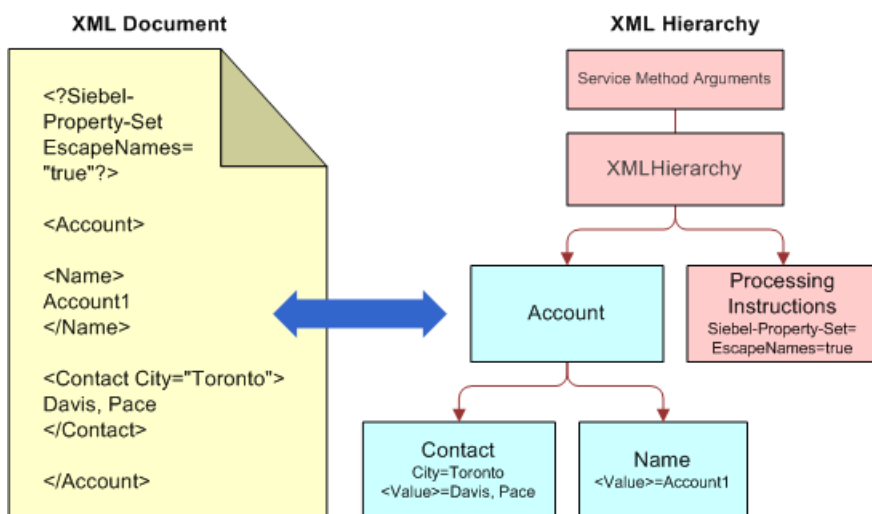 XML Document
<?Siebel-
Property-Set
EscapeNames=
"true"?>
<Account>
<Name>
Account1
</Name>
<Contact City="Toronto">
Davis, Pace
</Contact>
</Account>
XML Hierarchy
Service Method Arguments
XMLHierarchy
Account
Processing
Instructions
Siebel-Property-Set=
EscapeNames=true
Contact
City=Toronto
<Value>=Davis, Pace
Name
<Value>=Account1